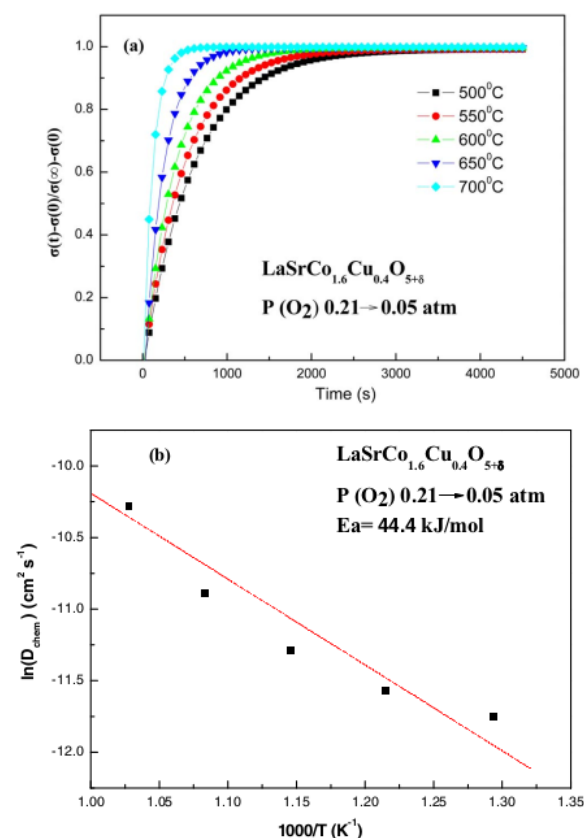 (a)
1.0
0.8
0.6
0.4
0.2
0.0
σ(t)-σ(0)/σ(∞)-σ(0)
500⁰C
550⁰C
600⁰C
650⁰C
700⁰C
LaSrCo₁.₆Cu₀.₄O₅₊δ
P (O₂) 0.21→0.05 atm
0 1000 2000 3000 4000 5000
Time (s)
(b)
LaSrCo₁.₆Cu₀.₄O₅₊δ
P (O₂) 0.21→0.05 atm
Ea= 44.4 kJ/mol
-10.0
-10.5
-11.0
-11.5
-12.0
ln(D_chem) (cm² s⁻¹)
1.00 1.05 1.10 1.15 1.20 1.25 1.30 1.35
1000/T (K⁻¹)